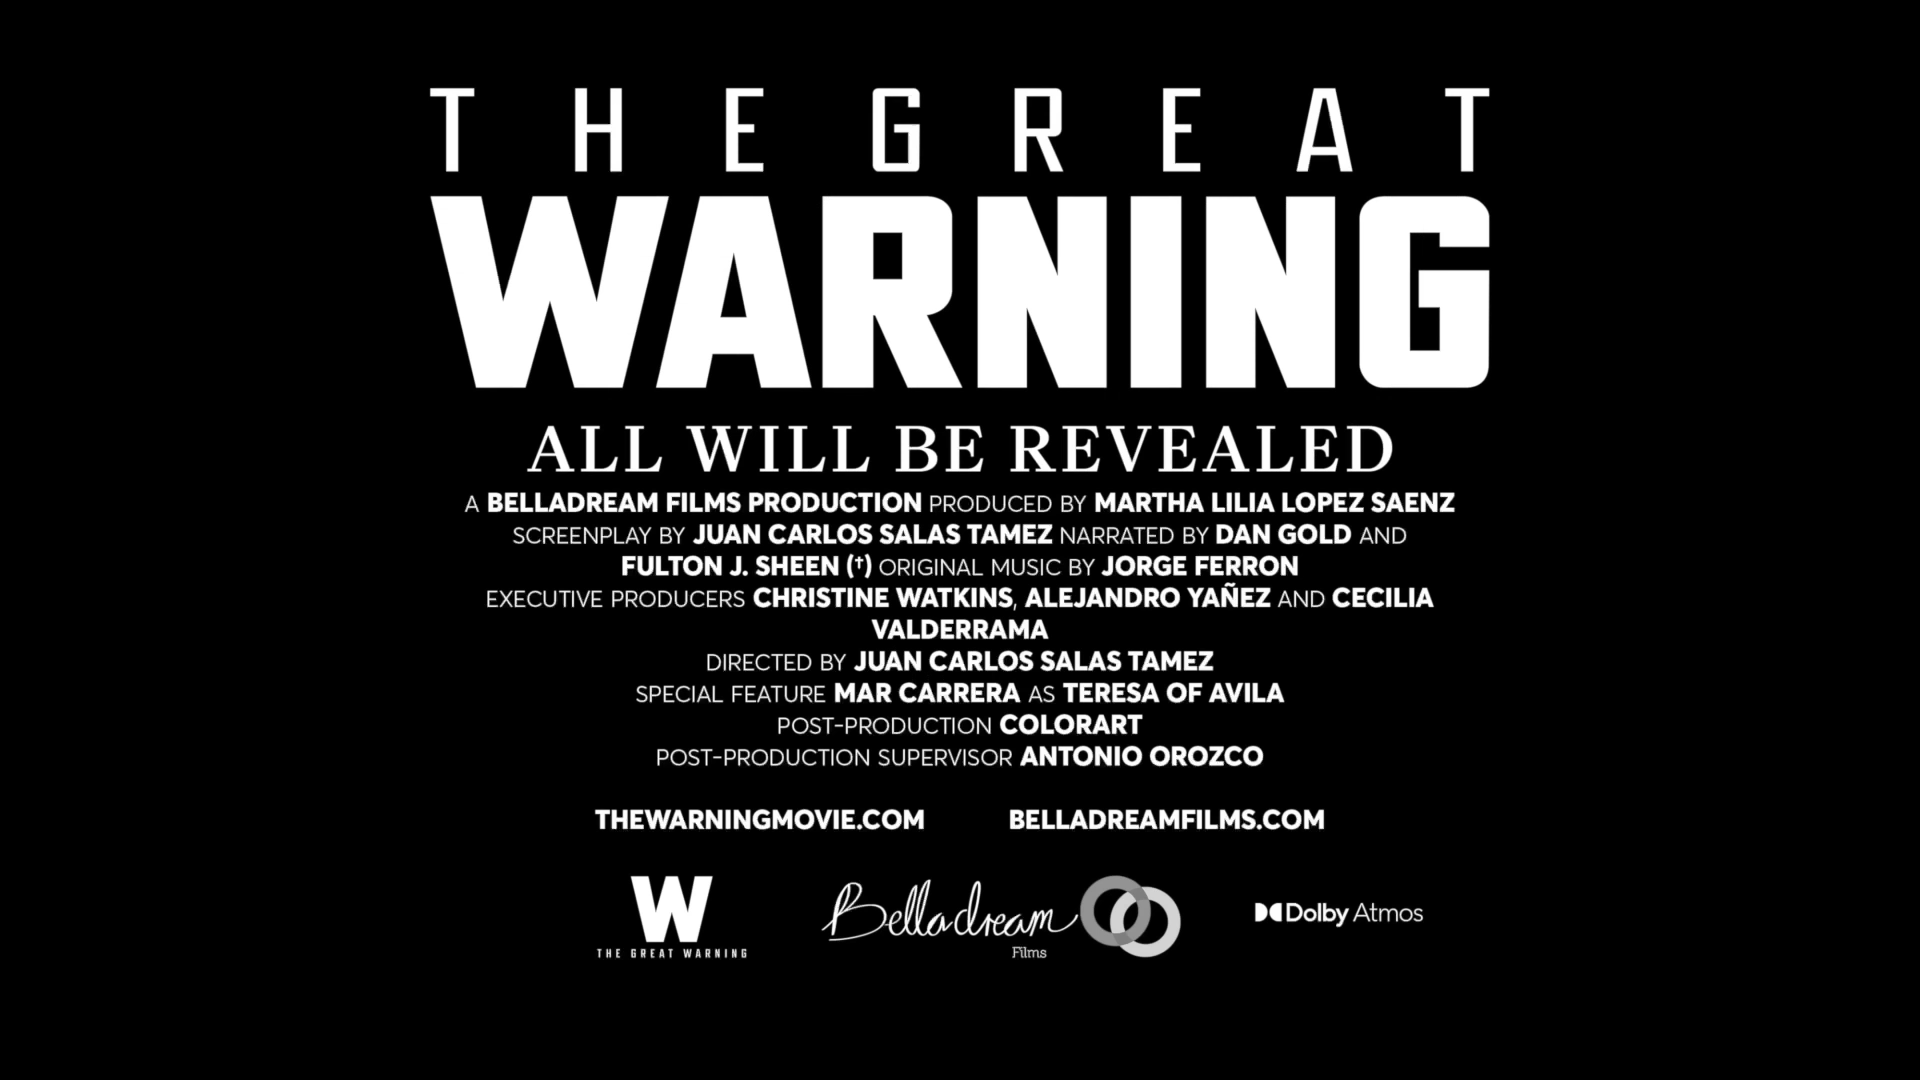 THE GREAT
WARNING
ALL WILL BE REVEALED
A BELLADREAM FILMS PRODUCTION PRODUCED BY MARTHA LILIA LOPEZ SAENZ
SCREENPLAY BY JUAN CARLOS SALAS TAMEZ NARRATED BY DAN GOLD AND
FULTON J. SHEEN (†) ORIGINAL MUSIC BY JORGE FERRON
EXECUTIVE PRODUCERS CHRISTINE WATKINS, ALEJANDRO YAÑEZ AND CECILIA
VALDERRAMA
DIRECTED BY JUAN CARLOS SALAS TAMEZ
SPECIAL FEATURE MAR CARRERA AS TERESA OF AVILA
POST-PRODUCTION COLORART
POST-PRODUCTION SUPERVISOR ANTONIO OROZCO
THEWARNINGMOVIE.COM BELLADREAMFILMS.COM
W
THE GREAT WARNING
Belladream
Films
Dolby Atmos